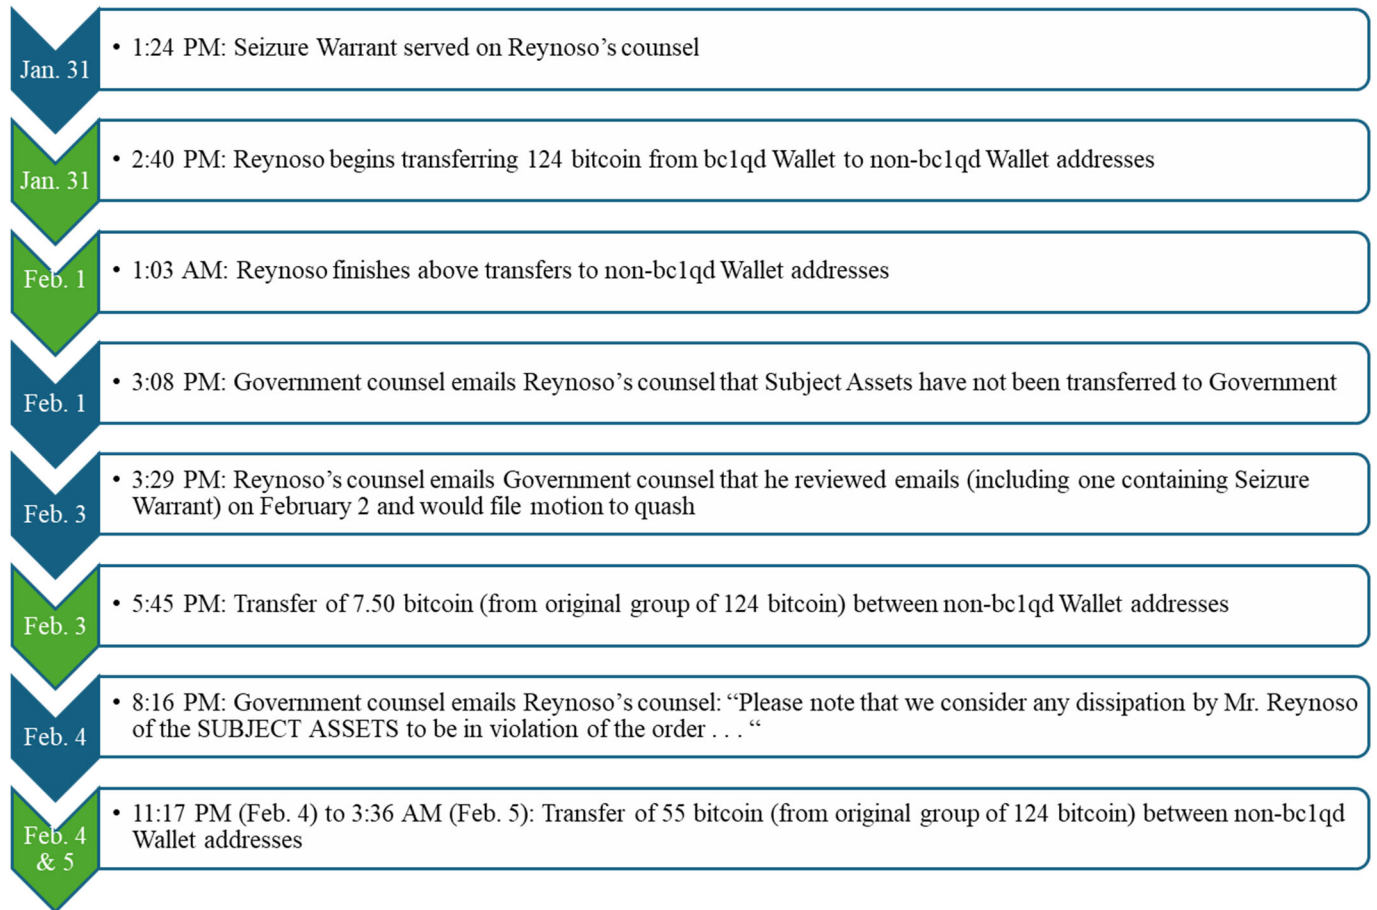 Jan. 31
• 1:24 PM: Seizure Warrant served on Reynoso’s counsel
Jan. 31
• 2:40 PM: Reynoso begins transferring 124 bitcoin from bc1qd Wallet to non-bc1qd Wallet addresses
Feb. 1
• 1:03 AM: Reynoso finishes above transfers to non-bc1qd Wallet addresses
Feb. 1
• 3:08 PM: Government counsel emails Reynoso’s counsel that Subject Assets have not been transferred to Government
Feb. 3
• 3:29 PM: Reynoso’s counsel emails Government counsel that he reviewed emails (including one containing Seizure
Warrant) on February 2 and would file motion to quash
Feb. 3
• 5:45 PM: Transfer of 7.50 bitcoin (from original group of 124 bitcoin) between non-bc1qd Wallet addresses
Feb. 4
• 8:16 PM: Government counsel emails Reynoso’s counsel: “Please note that we consider any dissipation by Mr. Reynoso
of the SUBJECT ASSETS to be in violation of the order . . . “
Feb. 4
& 5
• 11:17 PM (Feb. 4) to 3:36 AM (Feb. 5): Transfer of 55 bitcoin (from original group of 124 bitcoin) between non-bc1qd
Wallet addresses